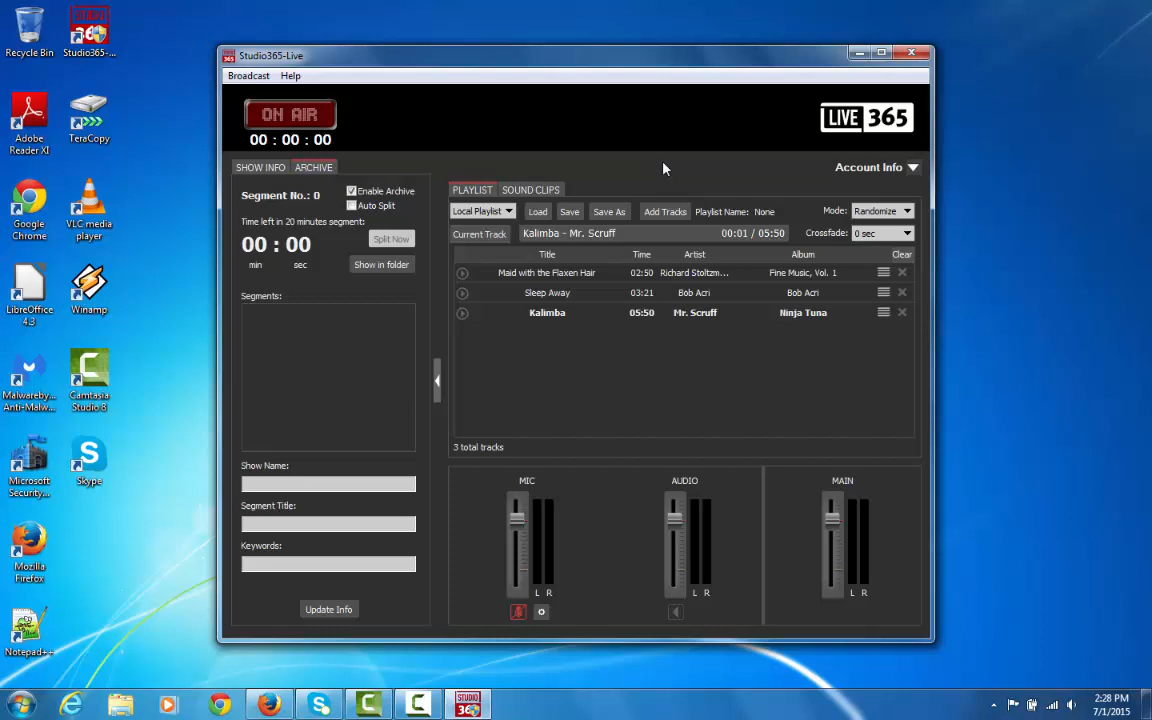 Recycle Bin
Studio365-...
Adobe
Reader XI
TeraCopy
Google
Chrome
VLC media
player
LibreOffice
4.3
Winamp
Malwareby...
Anti-Malw...
Camtasia
Studio 8
Microsoft
Security...
Skype
Mozilla
Firefox
Notepad++
Studio365-Live
Broadcast Help
ON AIR
00 : 00 : 00
LIVE 365
Account Info
SHOW INFO ARCHIVE
Segment No.: 0
Enable Archive
Auto Split
Time left in 20 minutes segment:
00 : 00
Split Now
min sec
Show in folder
Segments:
Show Name:
Segment Title:
Keywords:
Update Info
PLAYLIST SOUND CLIPS
Local Playlist Load Save Save As Add Tracks Playlist Name: None Mode: Randomize
Current Track Kalimba - Mr. Scruff 00:01 / 05:50 Crossfade: 0 sec
Title Time Artist Album Clear
Maid with the Flaxen Hair 02:50 Richard Stoltzm... Fine Music, Vol. 1
Sleep Away 03:21 Bob Acri Bob Acri
Kalimba 05:50 Mr. Scruff Ninja Tuna
3 total tracks
MIC AUDIO MAIN
L R L R L R
STUDIO
365
2:28 PM
7/1/2015